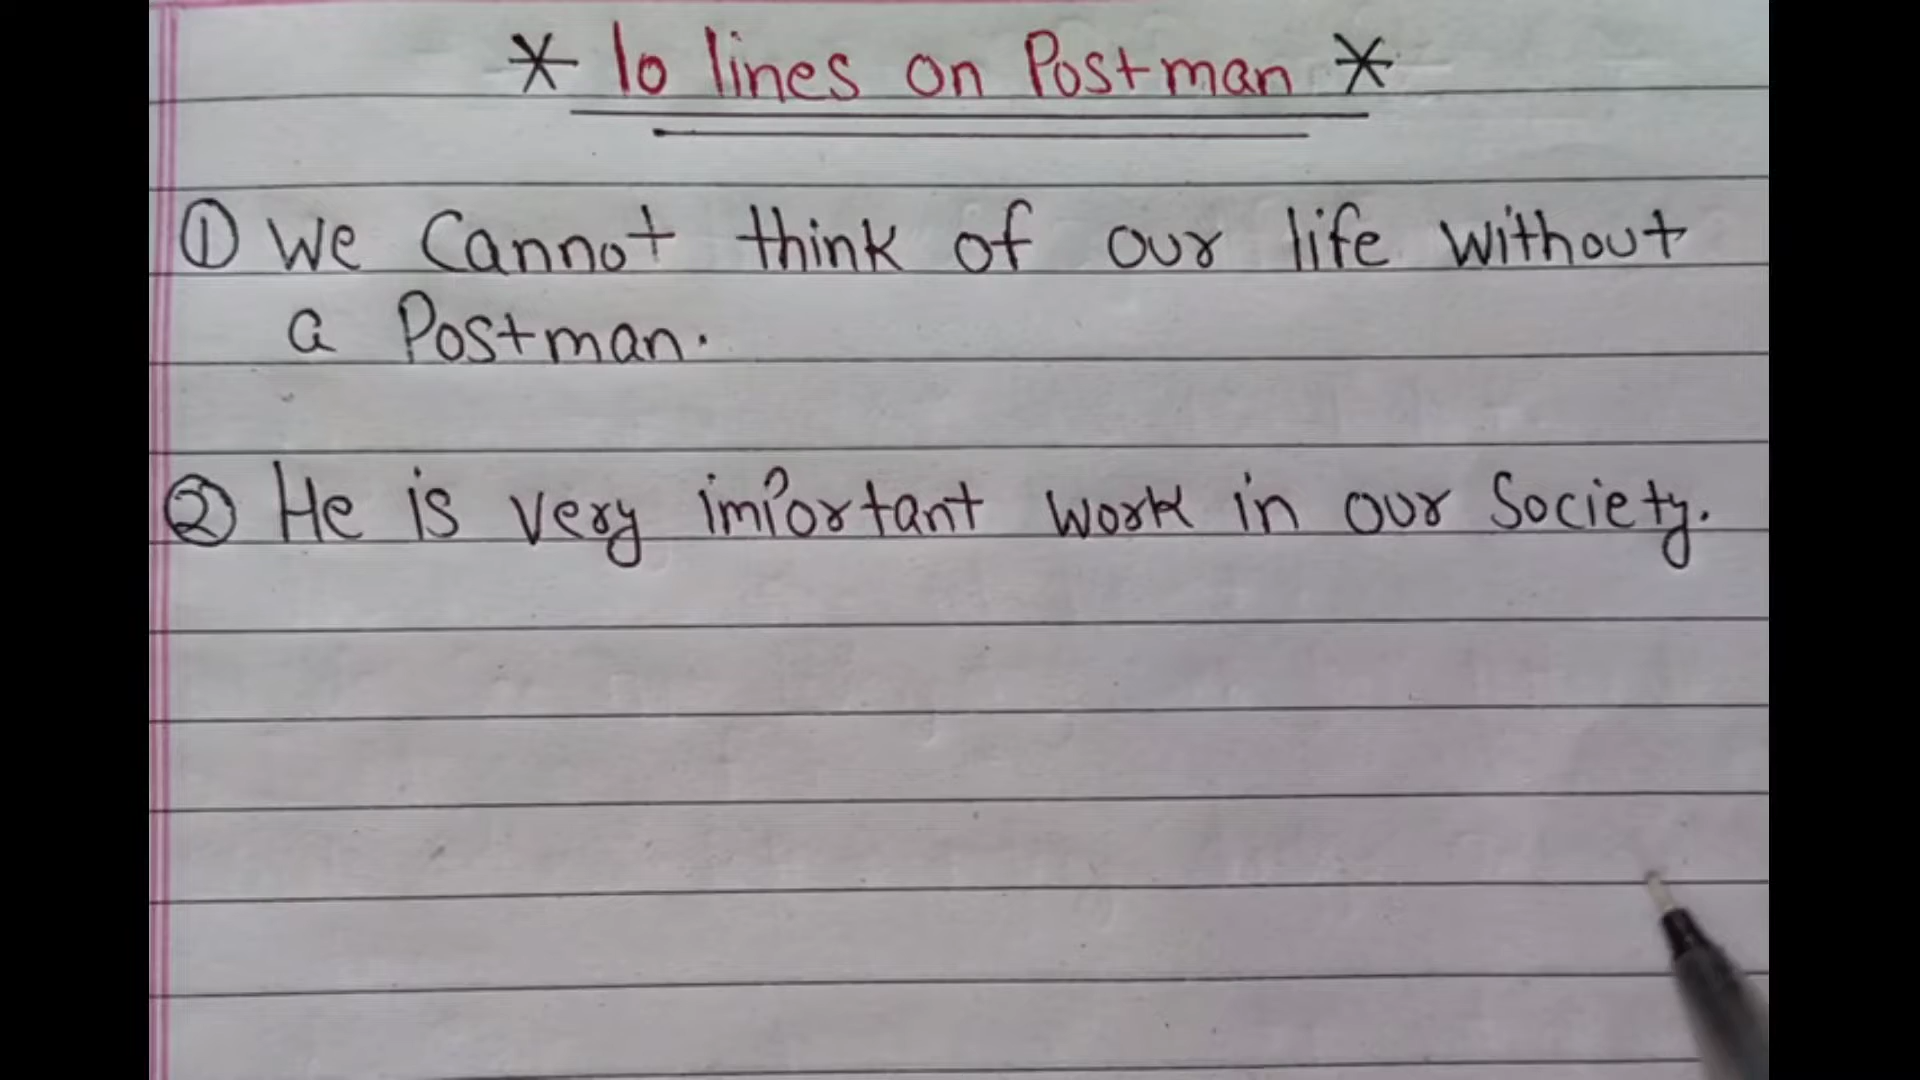 * 10 lines on Postman *
① We Cannot think of our life without
a Postman.
② He is very important work in our Society.